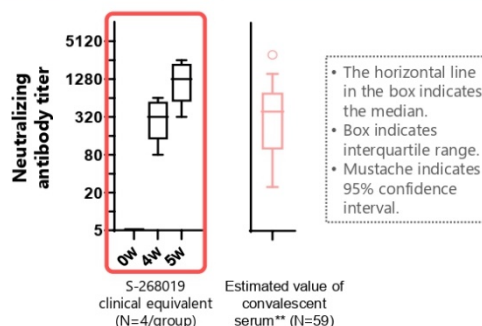 Neutralizing
antibody titer
5120
1280
320
80
20
5
0w 4w 5w
S-268019
clinical equivalent
(N=4/group)
Estimated value of
convalescent
serum** (N=59)
• The horizontal line
in the box indicates
the median.
• Box indicates
interquartile range.
• Mustache indicates
95% confidence
interval.